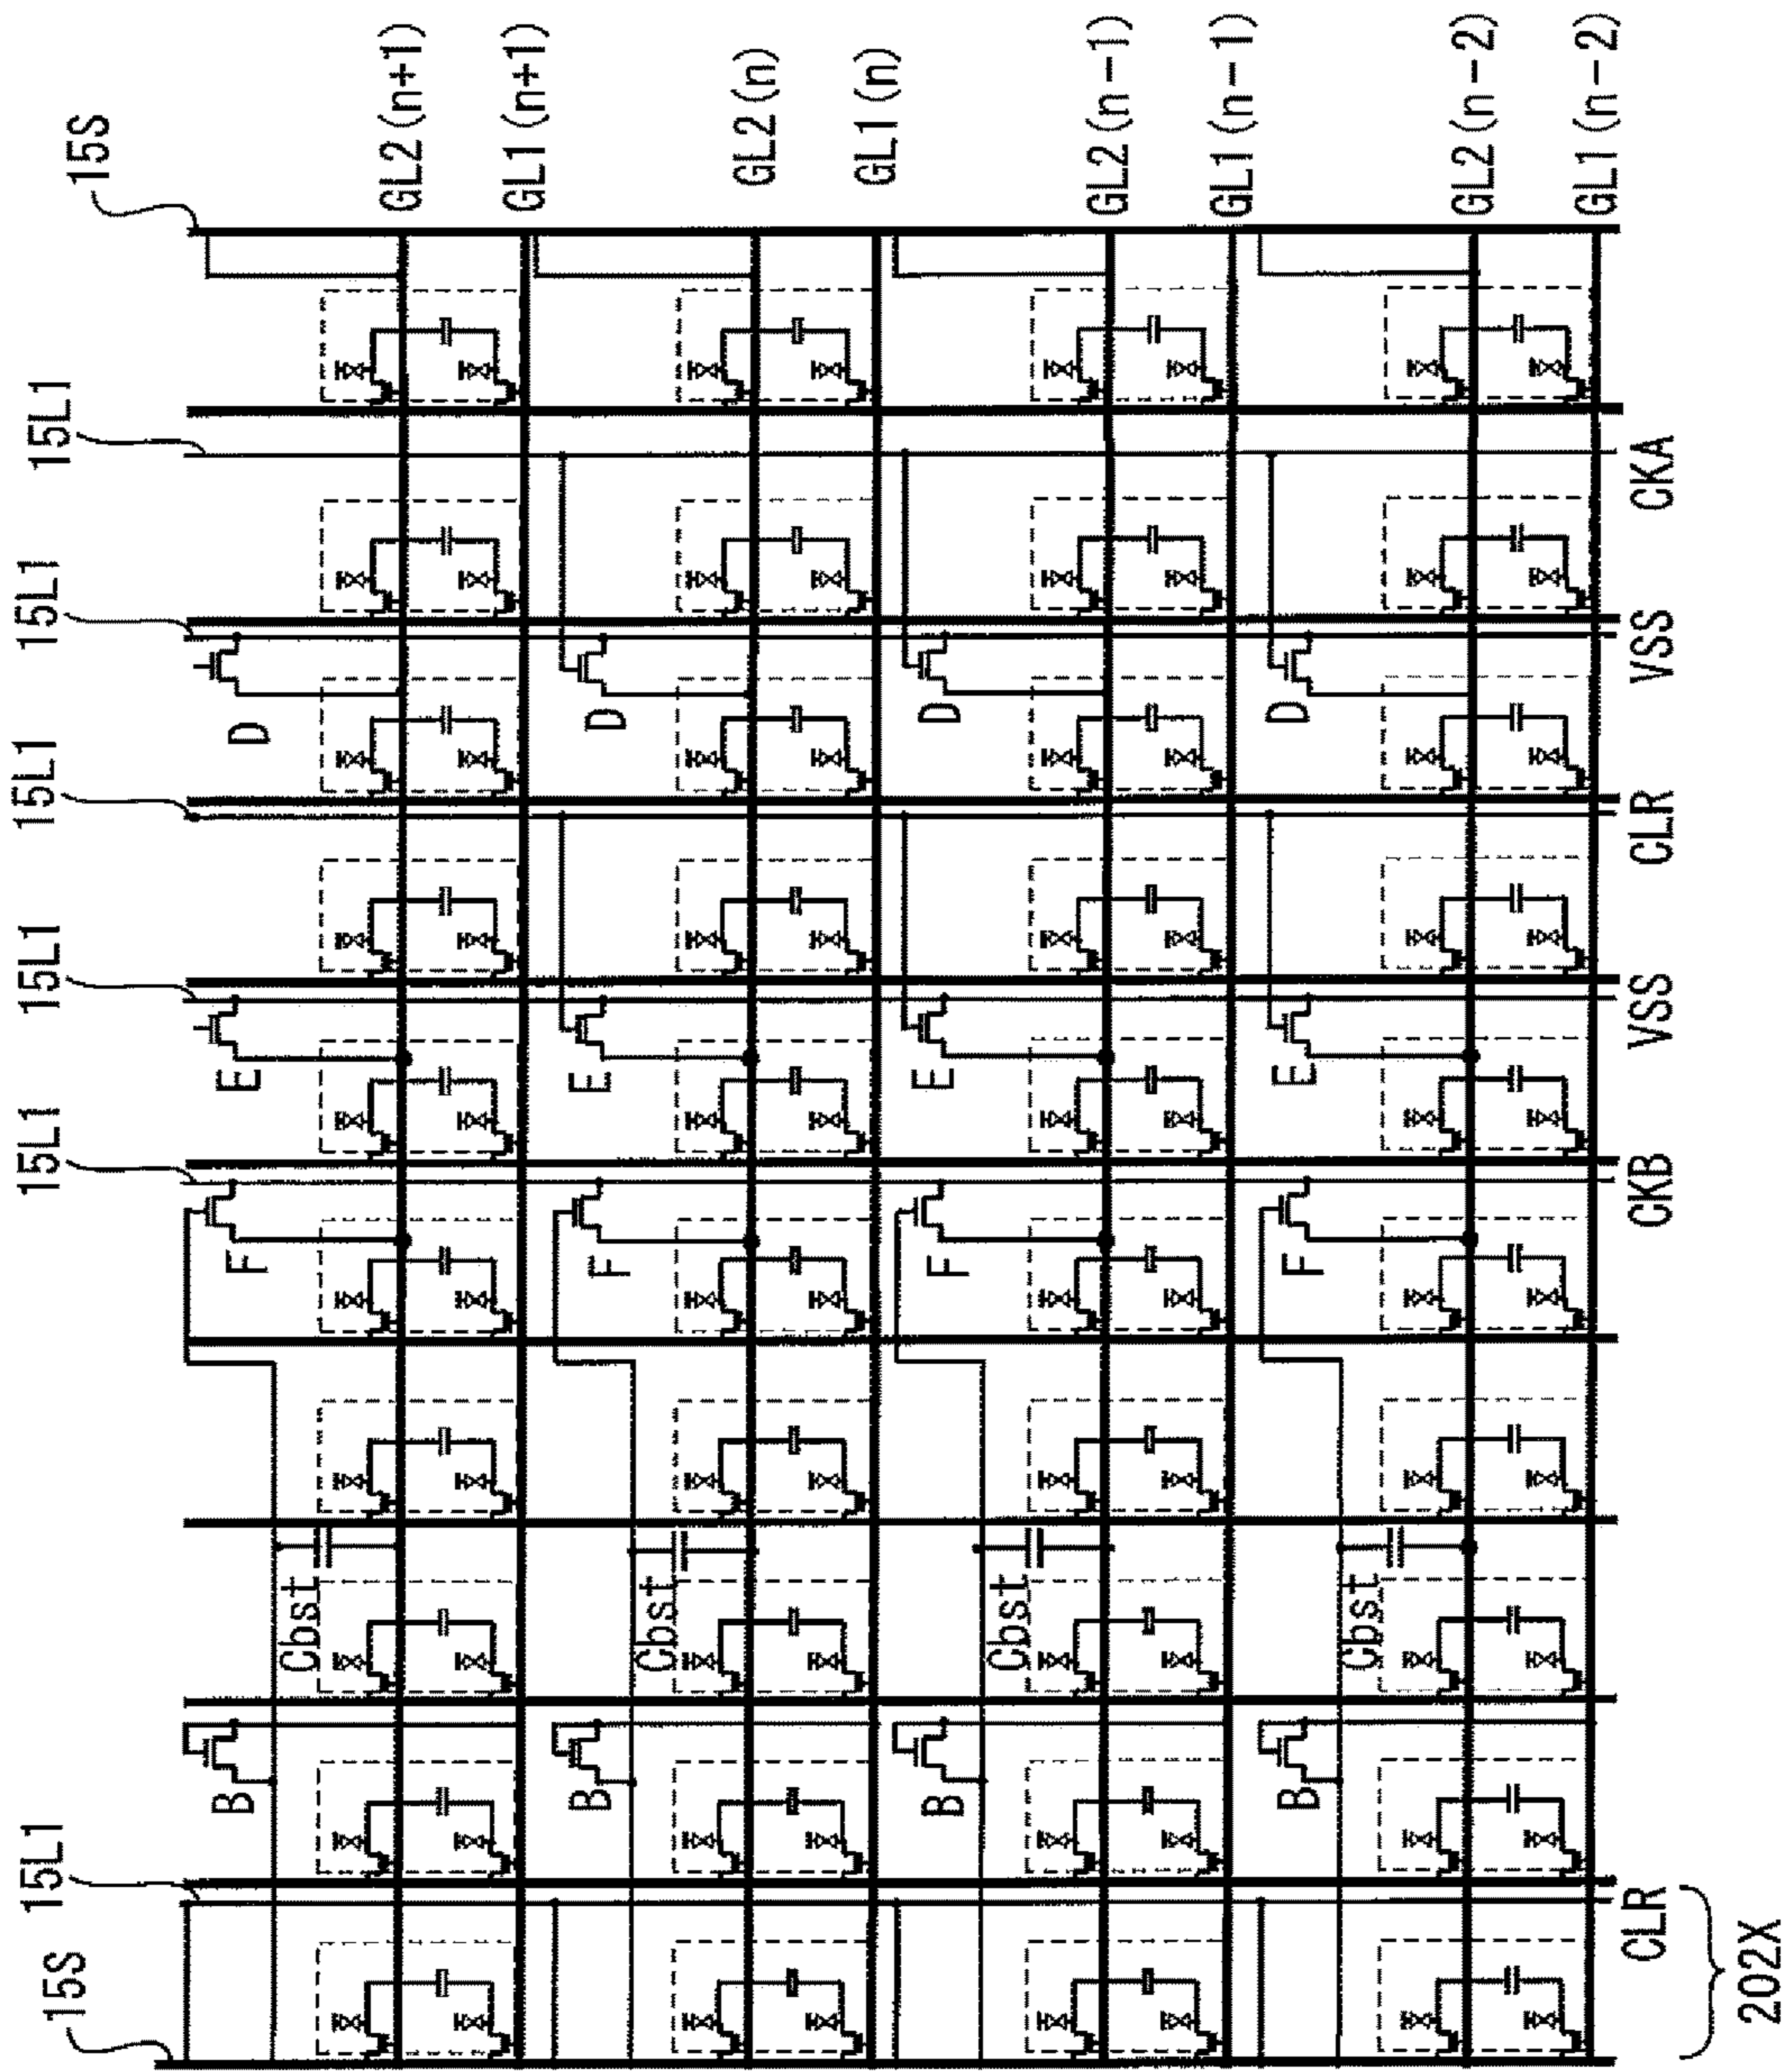 15S
15L1
15L1
15L1
15L1
15L1
15L1
15S
GL2(n+1)
GL1(n+1)
GL2(n)
GL1(n)
GL2(n-1)
GL1(n-1)
GL2(n-2)
GL1(n-2)
B
Cbst
F
E
D
B
Cbst
F
E
D
B
Cbst
F
E
D
B
Cbst
F
E
D
CLR
CKB
VSS
CLR
VSS
CKA
202X